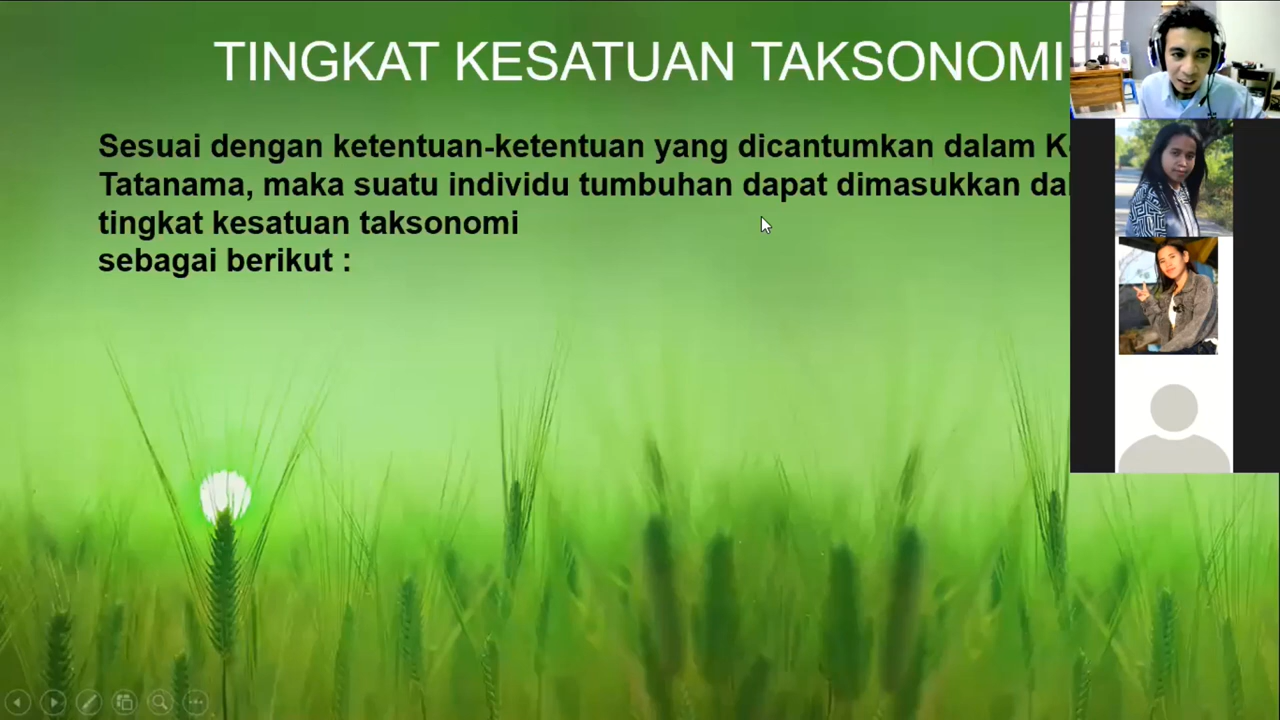 TINGKAT KESATUAN TAKSONOMI
Sesuai dengan ketentuan-ketentuan yang dicantumkan dalam
Tatanama, maka suatu individu tumbuhan dapat dimasukkan
tingkat kesatuan taksonomi
sebagai berikut :